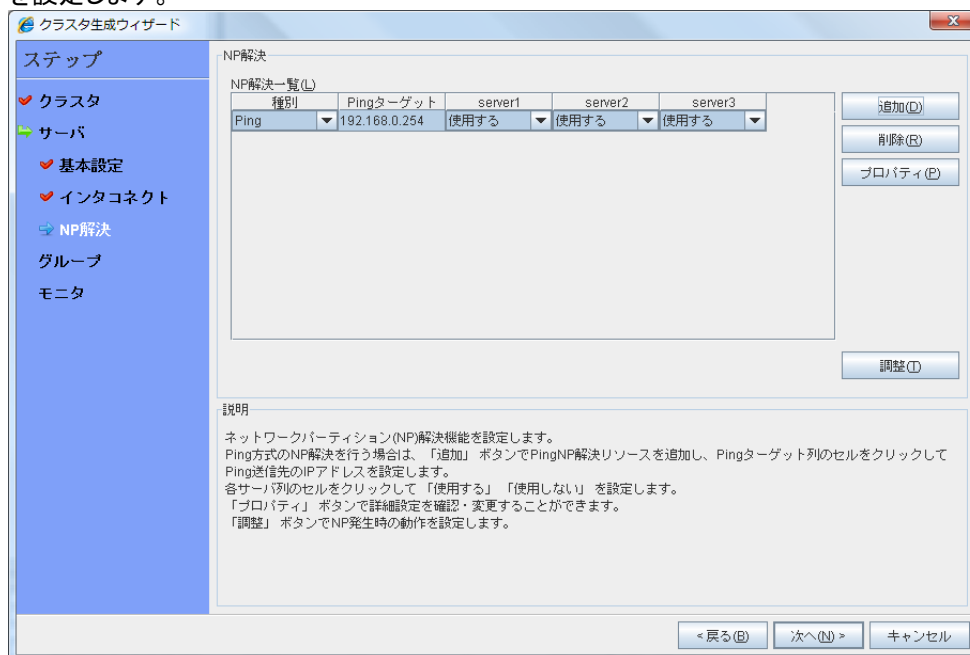 を設定します。
クラスタ生成ウィザード
ステップ
クラスタ
サーバ
基本設定
インタコネクト
NP解決
グループ
モニタ
NP解決
NP解決一覧(L)
種別 Pingターゲット server1 server2 server3
Ping 192.168.0.254 使用する 使用する 使用する
追加(D)
削除(R)
プロパティ(P)
調整(T)
説明
ネットワークパーティション(NP)解決機能を設定します。
Ping方式のNP解決を行う場合は、「追加」ボタンでPingNP解決リソースを追加し、Pingターゲット列のセルをクリックして
Ping送信先のIPアドレスを設定します。
各サーバ列のセルをクリックして「使用する」「使用しない」を設定します。
「プロパティ」ボタンで詳細設定を確認・変更することができます。
「調整」ボタンでNP発生時の動作を設定します。
<戻る(B) 次へ(N)> キャンセル